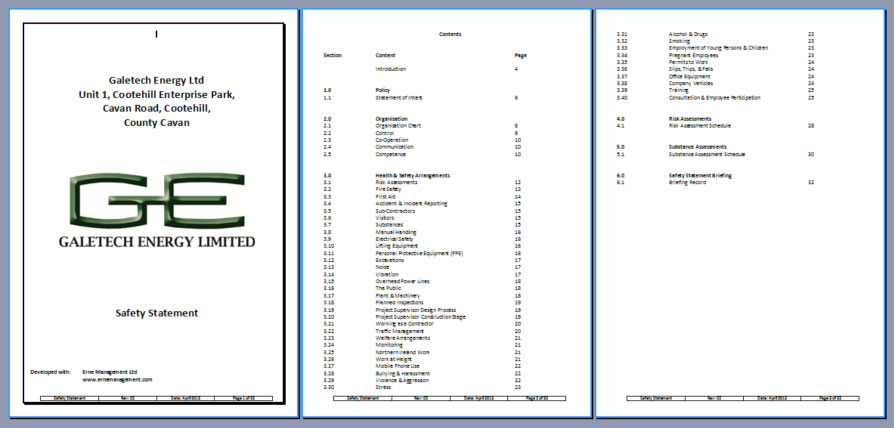 Galetech Energy Ltd
Unit 1, Cootehill Enterprise Park,
Cavan Road, Cootehill,
County Cavan
GE
GALETECH ENERGY LIMITED
Safety Statement
Developed with: Erne Management Ltd
www.ernemanagement.com
Safety Statement Rev: 02 Date: April 2013 Page 1 of 32
Contents
Section Content Page
Introduction 4
1.0 Policy
1.1 Statement of Intent 6
2.0 Organisation
2.1 Organisation Chart 8
2.2 Control 9
2.3 Co-Operation 10
2.4 Communication 10
2.5 Competence 10
3.0 Health & Safety Arrangements
3.1 Risk Assessments 12
3.2 Fire Safety 13
3.3 First Aid 14
3.4 Accident & Incident Reporting 15
3.5 Sub-Contractors 15
3.6 Visitors 15
3.7 Substances 15
3.8 Manual Handling 16
3.9 Electrical Safety 16
3.10 Lifting Equipment 16
3.11 Personal Protective Equipment (PPE) 16
3.12 Excavations 17
3.13 Noise 17
3.14 Vibration 17
3.15 Overhead Power Lines 18
3.16 The Public 18
3.17 Plant & Machinery 18
3.18 Planned Inspections 19
3.19 Project Supervisor Design Process 19
3.20 Project Supervisor Construction Stage 19
3.21 Working as a Contractor 20
3.22 Traffic Management 20
3.23 Welfare Arrangements 21
3.24 Monitoring 21
3.25 Northern Ireland Work 21
3.26 Work at Height 21
3.27 Mobile Phone Use 22
3.28 Bullying & Harassment 22
3.29 Violence & Aggression 22
3.30 Stress 23
Safety Statement Rev: 02 Date: April 2013 Page 2 of 32
3.31 Alcohol & Drugs 23
3.32 Smoking 23
3.33 Employment of Young Persons & Children 23
3.34 Pregnant Employees 23
3.35 Permits to Work 24
3.36 Slips, Trips, & Falls 24
3.37 Office Equipment 24
3.38 Company Vehicles 24
3.39 Training 25
3.40 Consultation & Employee Participation 25
4.0 Risk Assessments
4.1 Risk Assessment Schedule 28
5.0 Substance Assessments
5.1 Substance Assessment Schedule 30
6.0 Safety Statement Briefing
6.1 Briefing Record 32
Safety Statement Rev: 02 Date: April 2013 Page 3 of 32